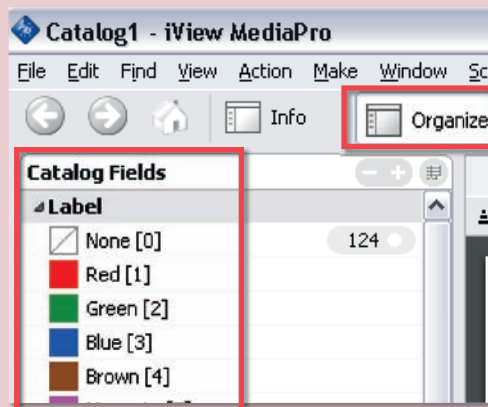 Catalog1 - iView MediaPro
File Edit Find View Action Make Window Sc
Info Organize
Catalog Fields
Label
None [0] 124
Red [1]
Green [2]
Blue [3]
Brown [4]